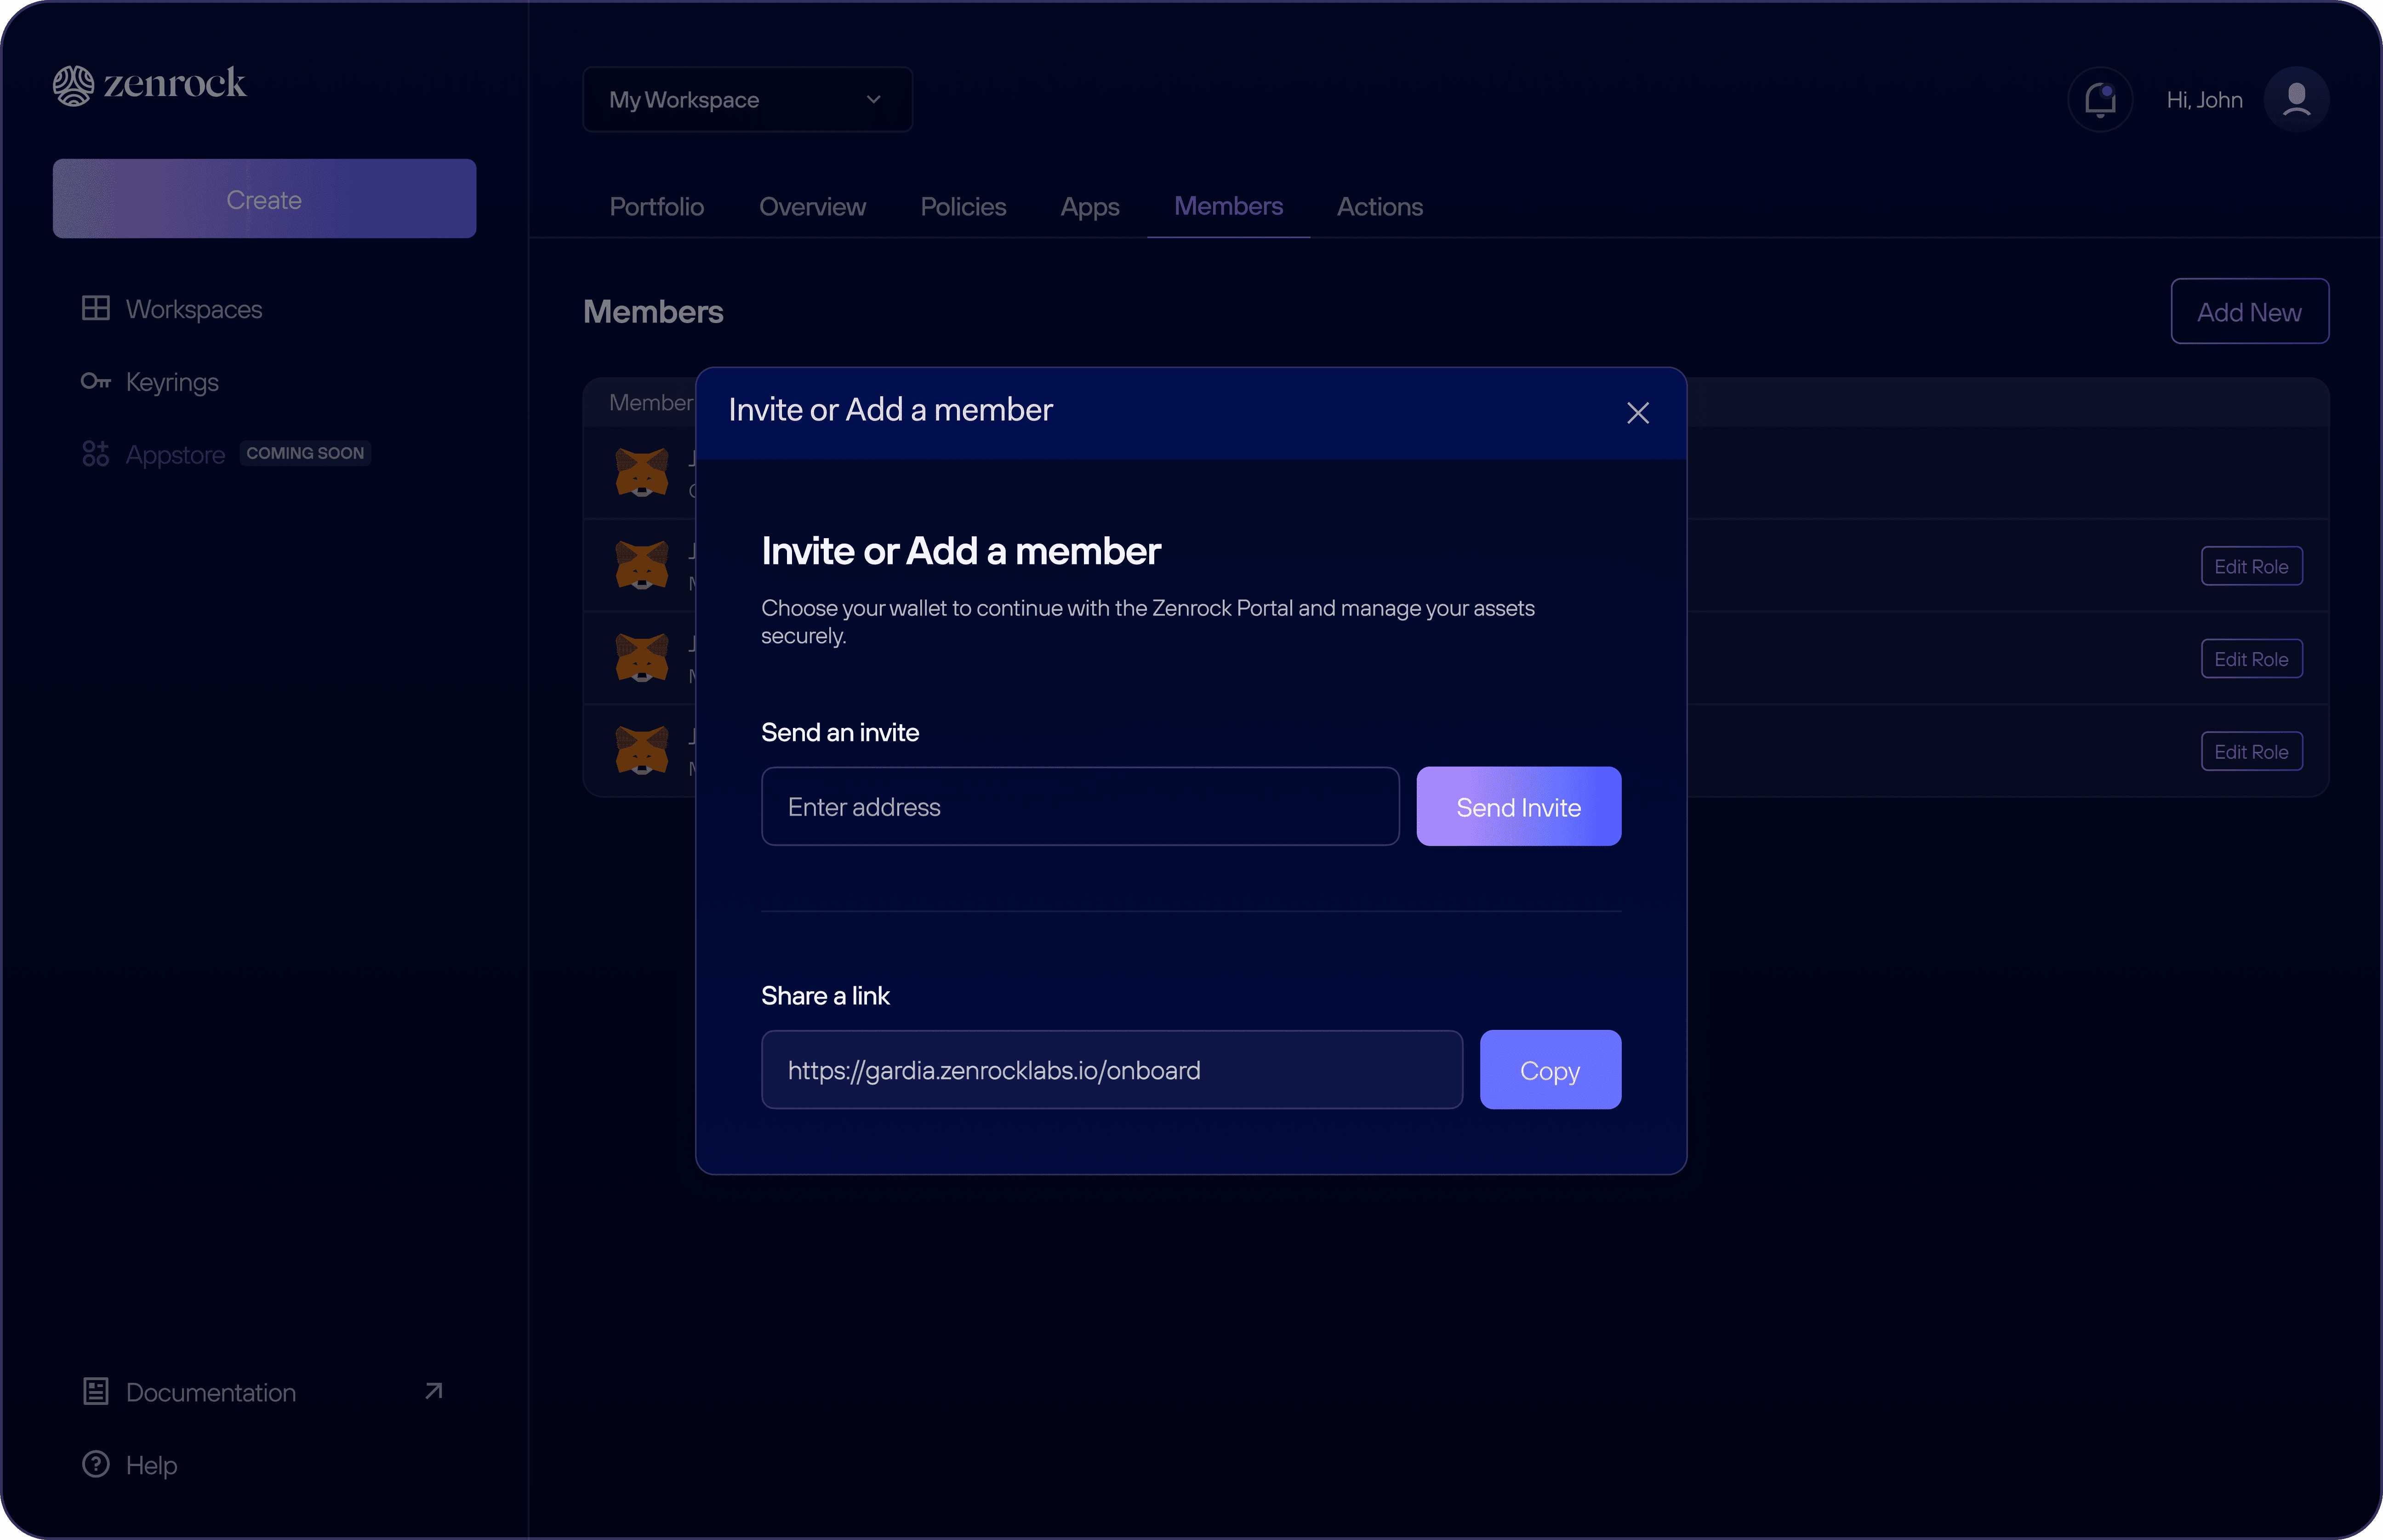 zenrock
My Workspace
Hi, John
Create
Portfolio Overview Policies Apps Members Actions
Workspaces
Keyrings
Appstore COMING SOON
Members
Add New
Member
Edit Role
Edit Role
Edit Role
Invite or Add a member
Invite or Add a member
Choose your wallet to continue with the Zenrock Portal and manage your assets
securely.
Send an invite
Enter address
Send Invite
Share a link
https://gardia.zenrocklabs.io/onboard
Copy
Documentation
Help